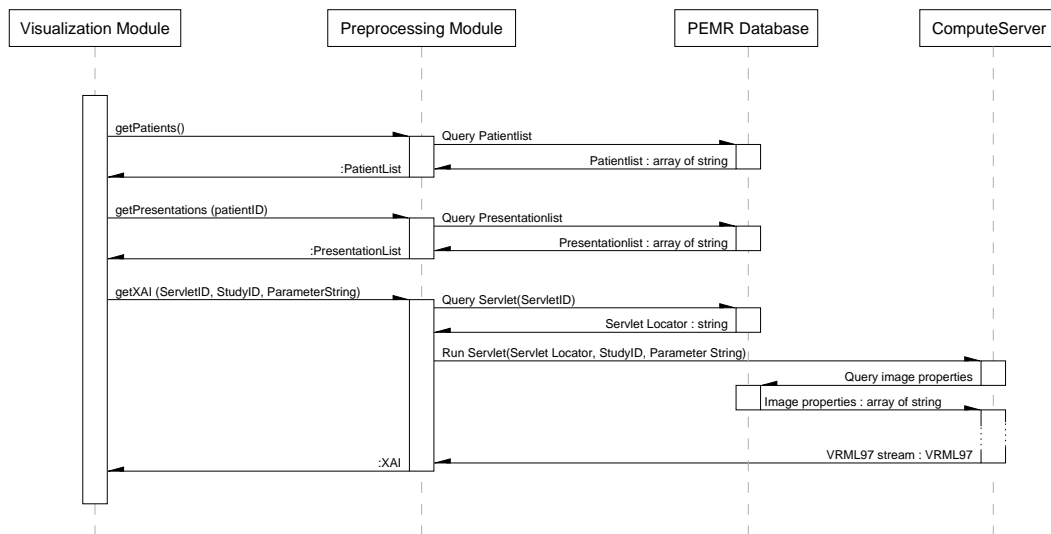 Visualization Module
Preprocessing Module
PEMR Database
ComputeServer
getPatients()
Query Patientlist
Patientlist : array of string
:PatientList
getPresentations (patientID)
Query Presentationlist
Presentationlist : array of string
:PresentationList
getXAI (ServletID, StudyID, ParameterString)
Query Servlet(ServletID)
Servlet Locator : string
Run Servlet(Servlet Locator, StudyID, Parameter String)
Query image properties
Image properties : array of string
VRML97 stream : VRML97
:XAI